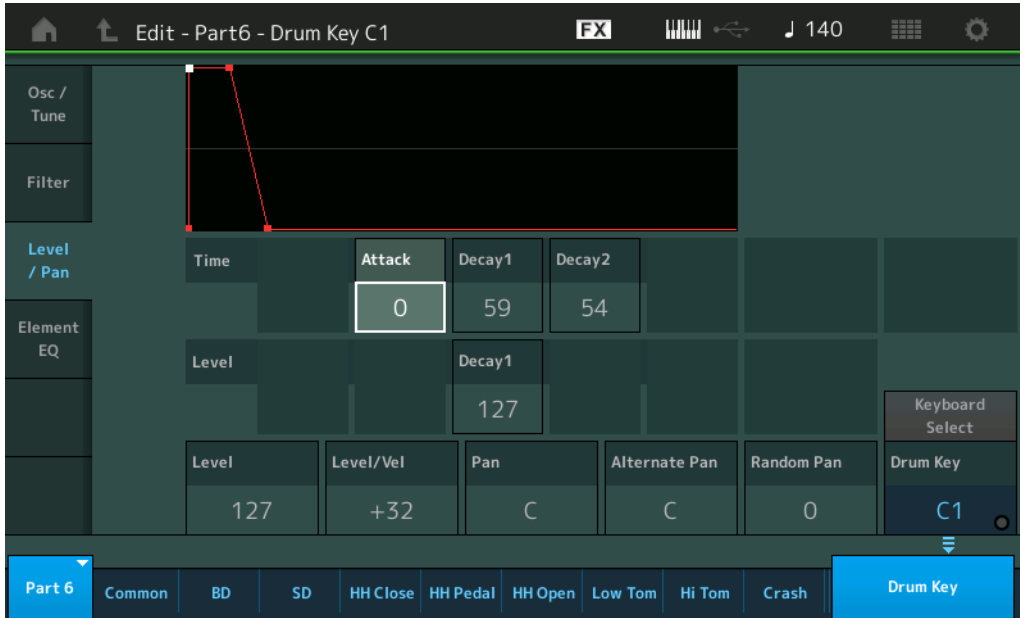 Edit - Part6 - Drum Key C1
FX
♩ 140
Osc /
Tune
Filter
Level
/ Pan
Element
EQ
Time
Attack
Decay1
Decay2
0
59
54
Level
Decay1
127
Keyboard
Select
Level
Level/Vel
Pan
Alternate Pan
Random Pan
Drum Key
127
+32
C
C
0
C1
Part 6
Common
BD
SD
HH Close
HH Pedal
HH Open
Low Tom
Hi Tom
Crash
Drum Key